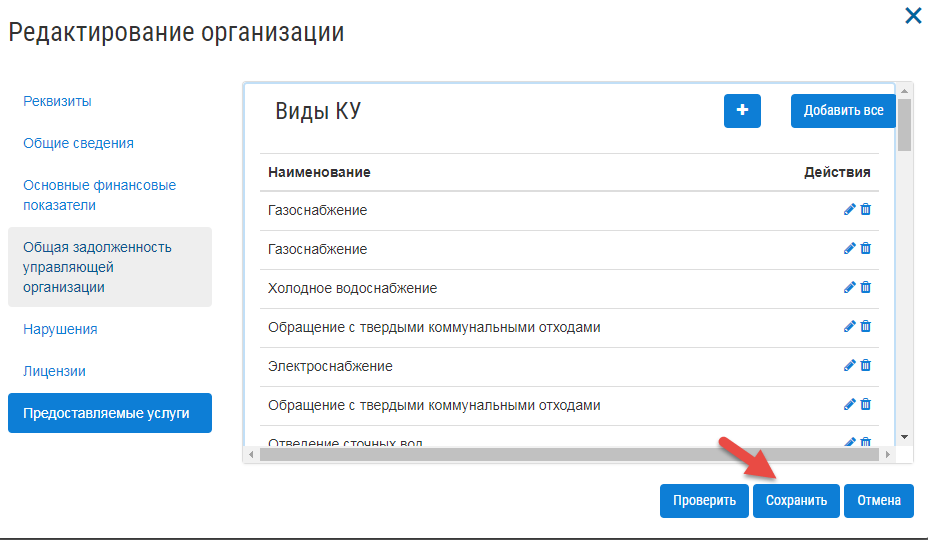 Редактирование организации
Реквизиты
Общие сведения
Основные финансовые
показатели
Общая задолженность
управляющей
организации
Нарушения
Лицензии
Предоставляемые услуги
Виды КУ
+ Добавить все
Наименование Действия
Газоснабжение
Газоснабжение
Холодное водоснабжение
Обращение с твердыми коммунальными отходами
Электроснабжение
Обращение с твердыми коммунальными отходами
Отведение сточных вод
Проверить Сохранить Отмена